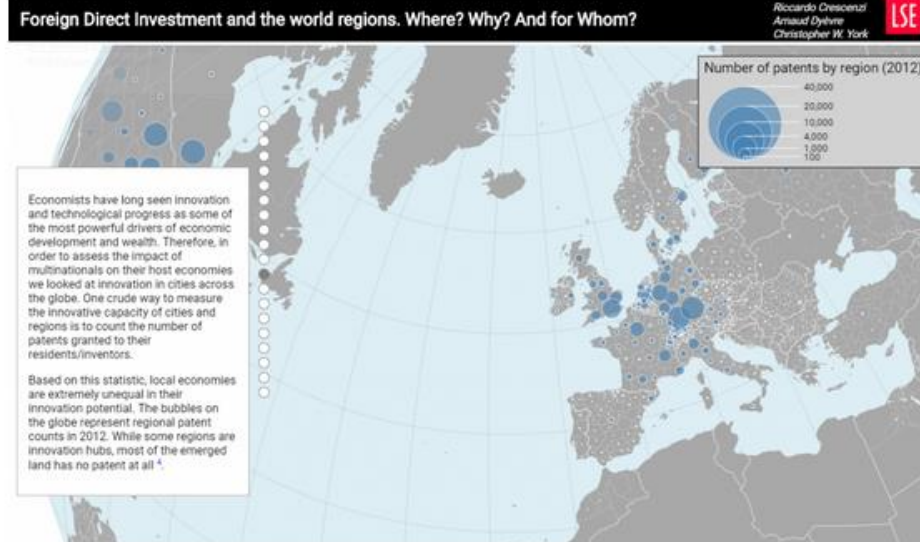 Foreign Direct Investment and the world regions. Where? Why? And for Whom?
Riccardo Crescenzi
Arnaud Dyèvre
Christopher W. York
LSE
Number of patents by region (2012)
40,000
20,000
10,000
4,000
1,000
100
Economists have long seen innovation
and technological progress as some of
the most powerful drivers of economic
development and wealth. Therefore, in
order to assess the impact of
multinationals on their host economies
we looked at innovation in cities across
the globe. One crude way to measure
the innovative capacity of cities and
regions is to count the number of
patents granted to their
residents/inventors.
Based on this statistic, local economies
are extremely unequal in their
innovation potential. The bubbles on
the globe represent regional patent
counts in 2012. While some regions are
innovation hubs, most of the emerged
land has no patent at all 4.